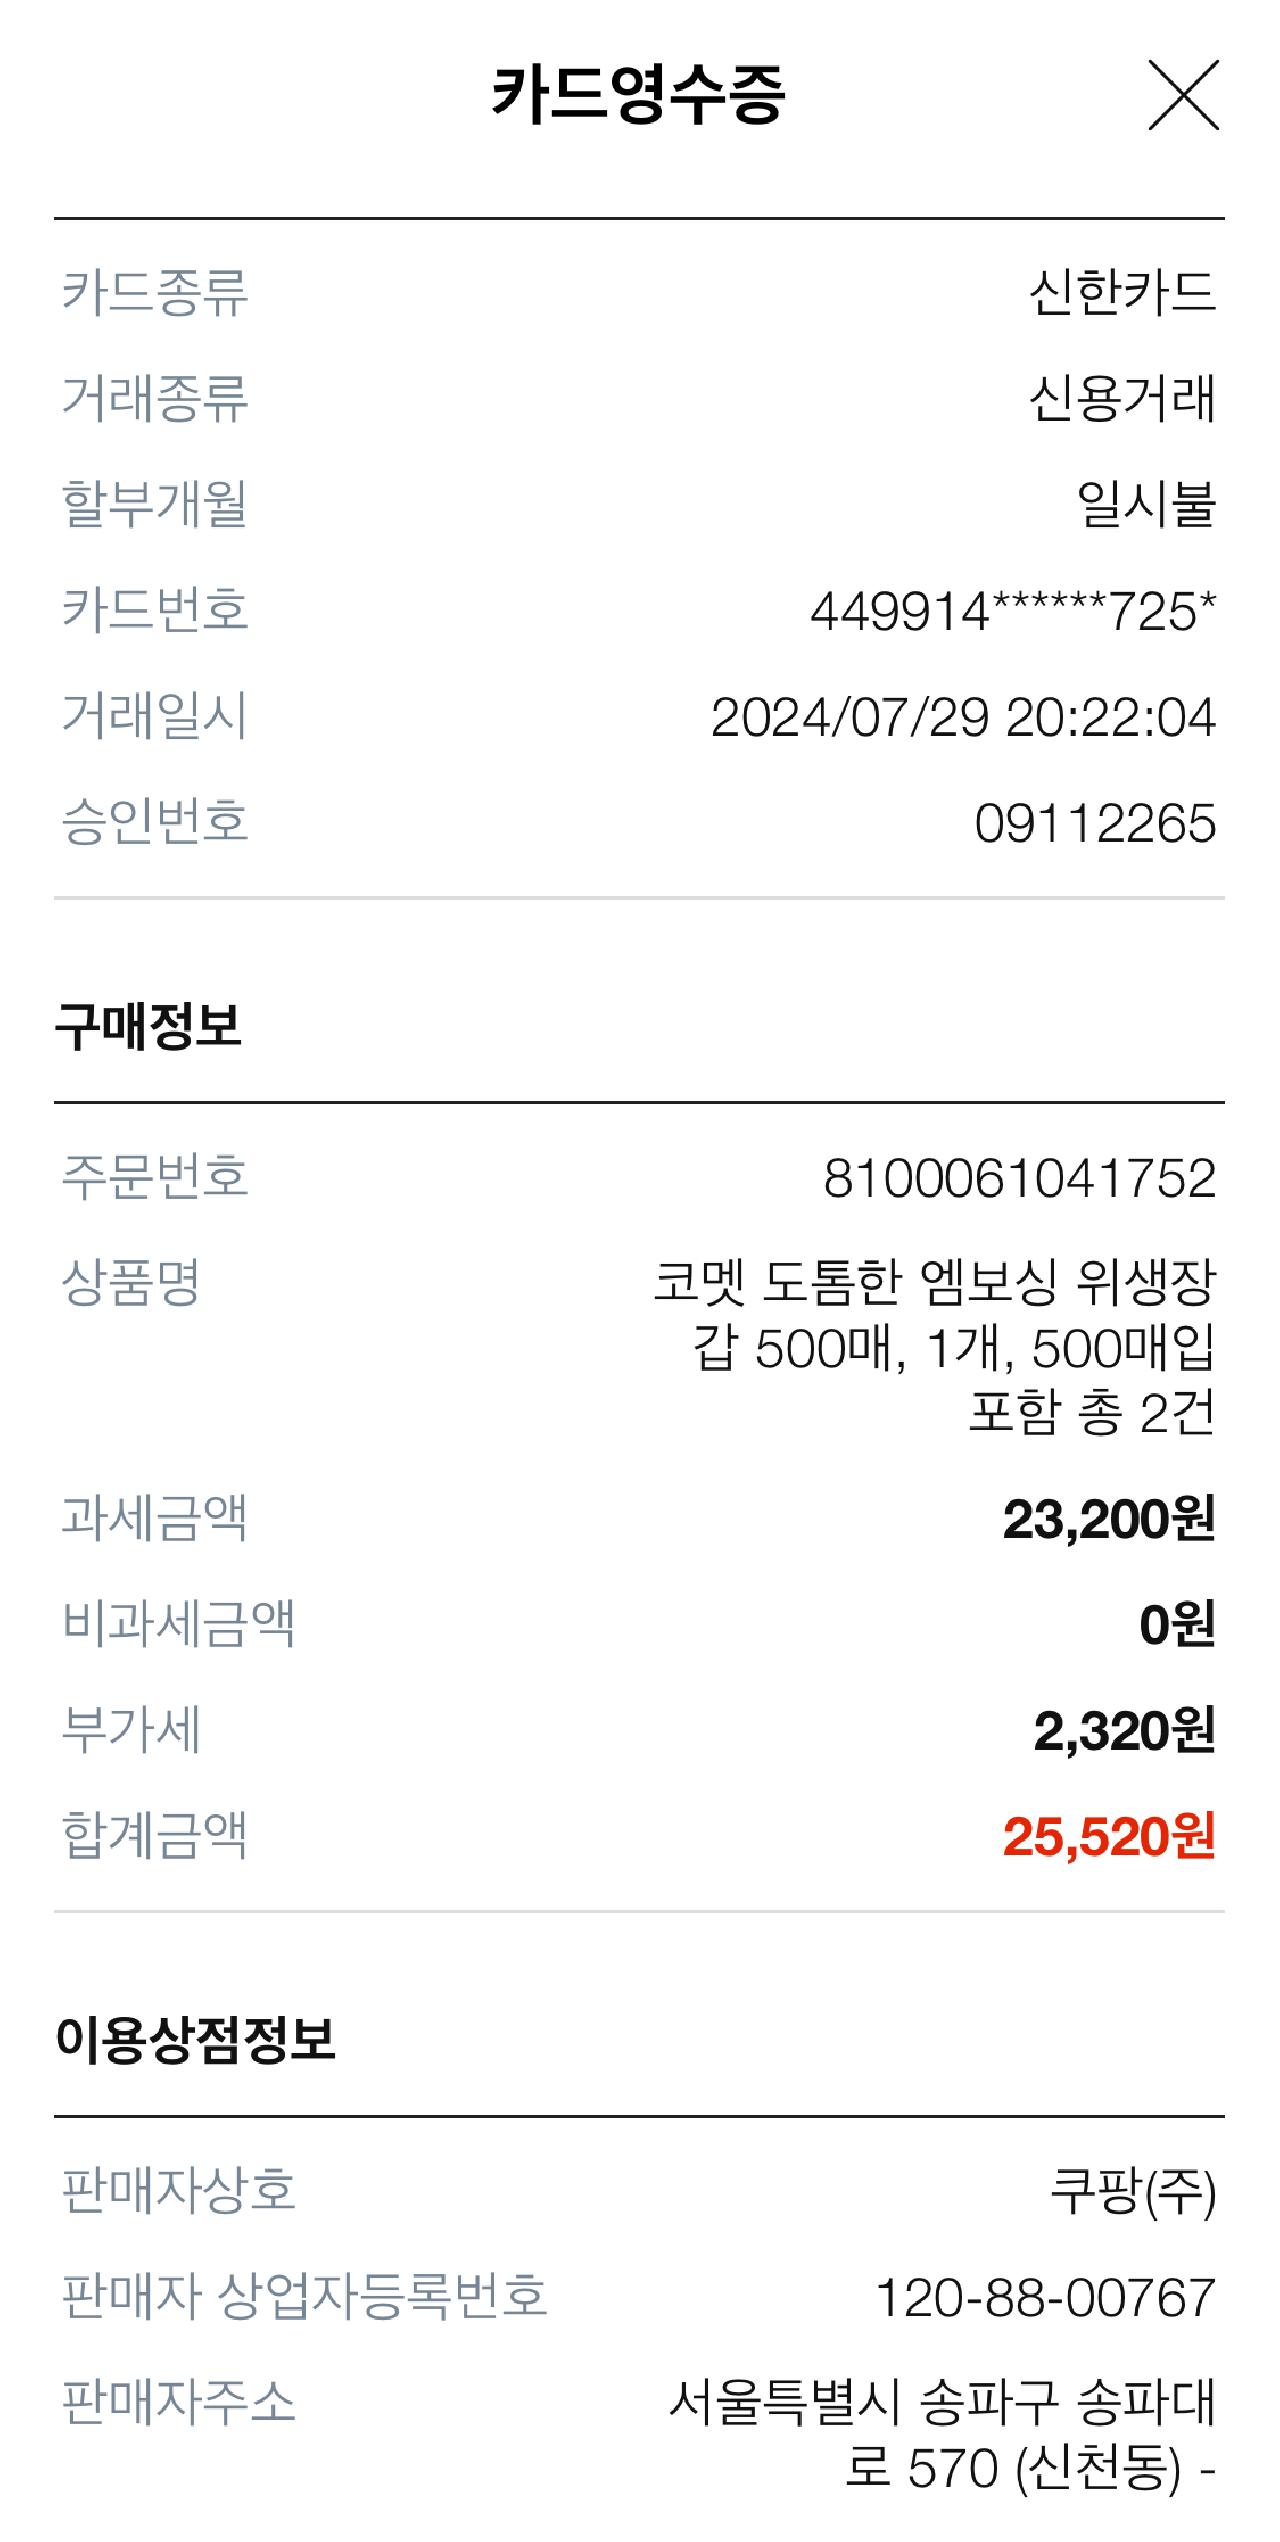 카드영수증
카드종류 신한카드
거래종류 신용거래
할부개월 일시불
카드번호 449914******725*
거래일시 2024/07/29 20:22:04
승인번호 09112265
구매정보
주문번호 8100061041752
상품명 코멧 도톰한 엠보싱 위생장
갑 500매, 1개, 500매입
포함 총 2건
과세금액 23,200원
비과세금액 0원
부가세 2,320원
합계금액 25,520원
이용상점정보
판매자상호 쿠팡(주)
판매자 상업자등록번호 120-88-00767
판매자주소 서울특별시 송파구 송파대
로 570 (신천동) -